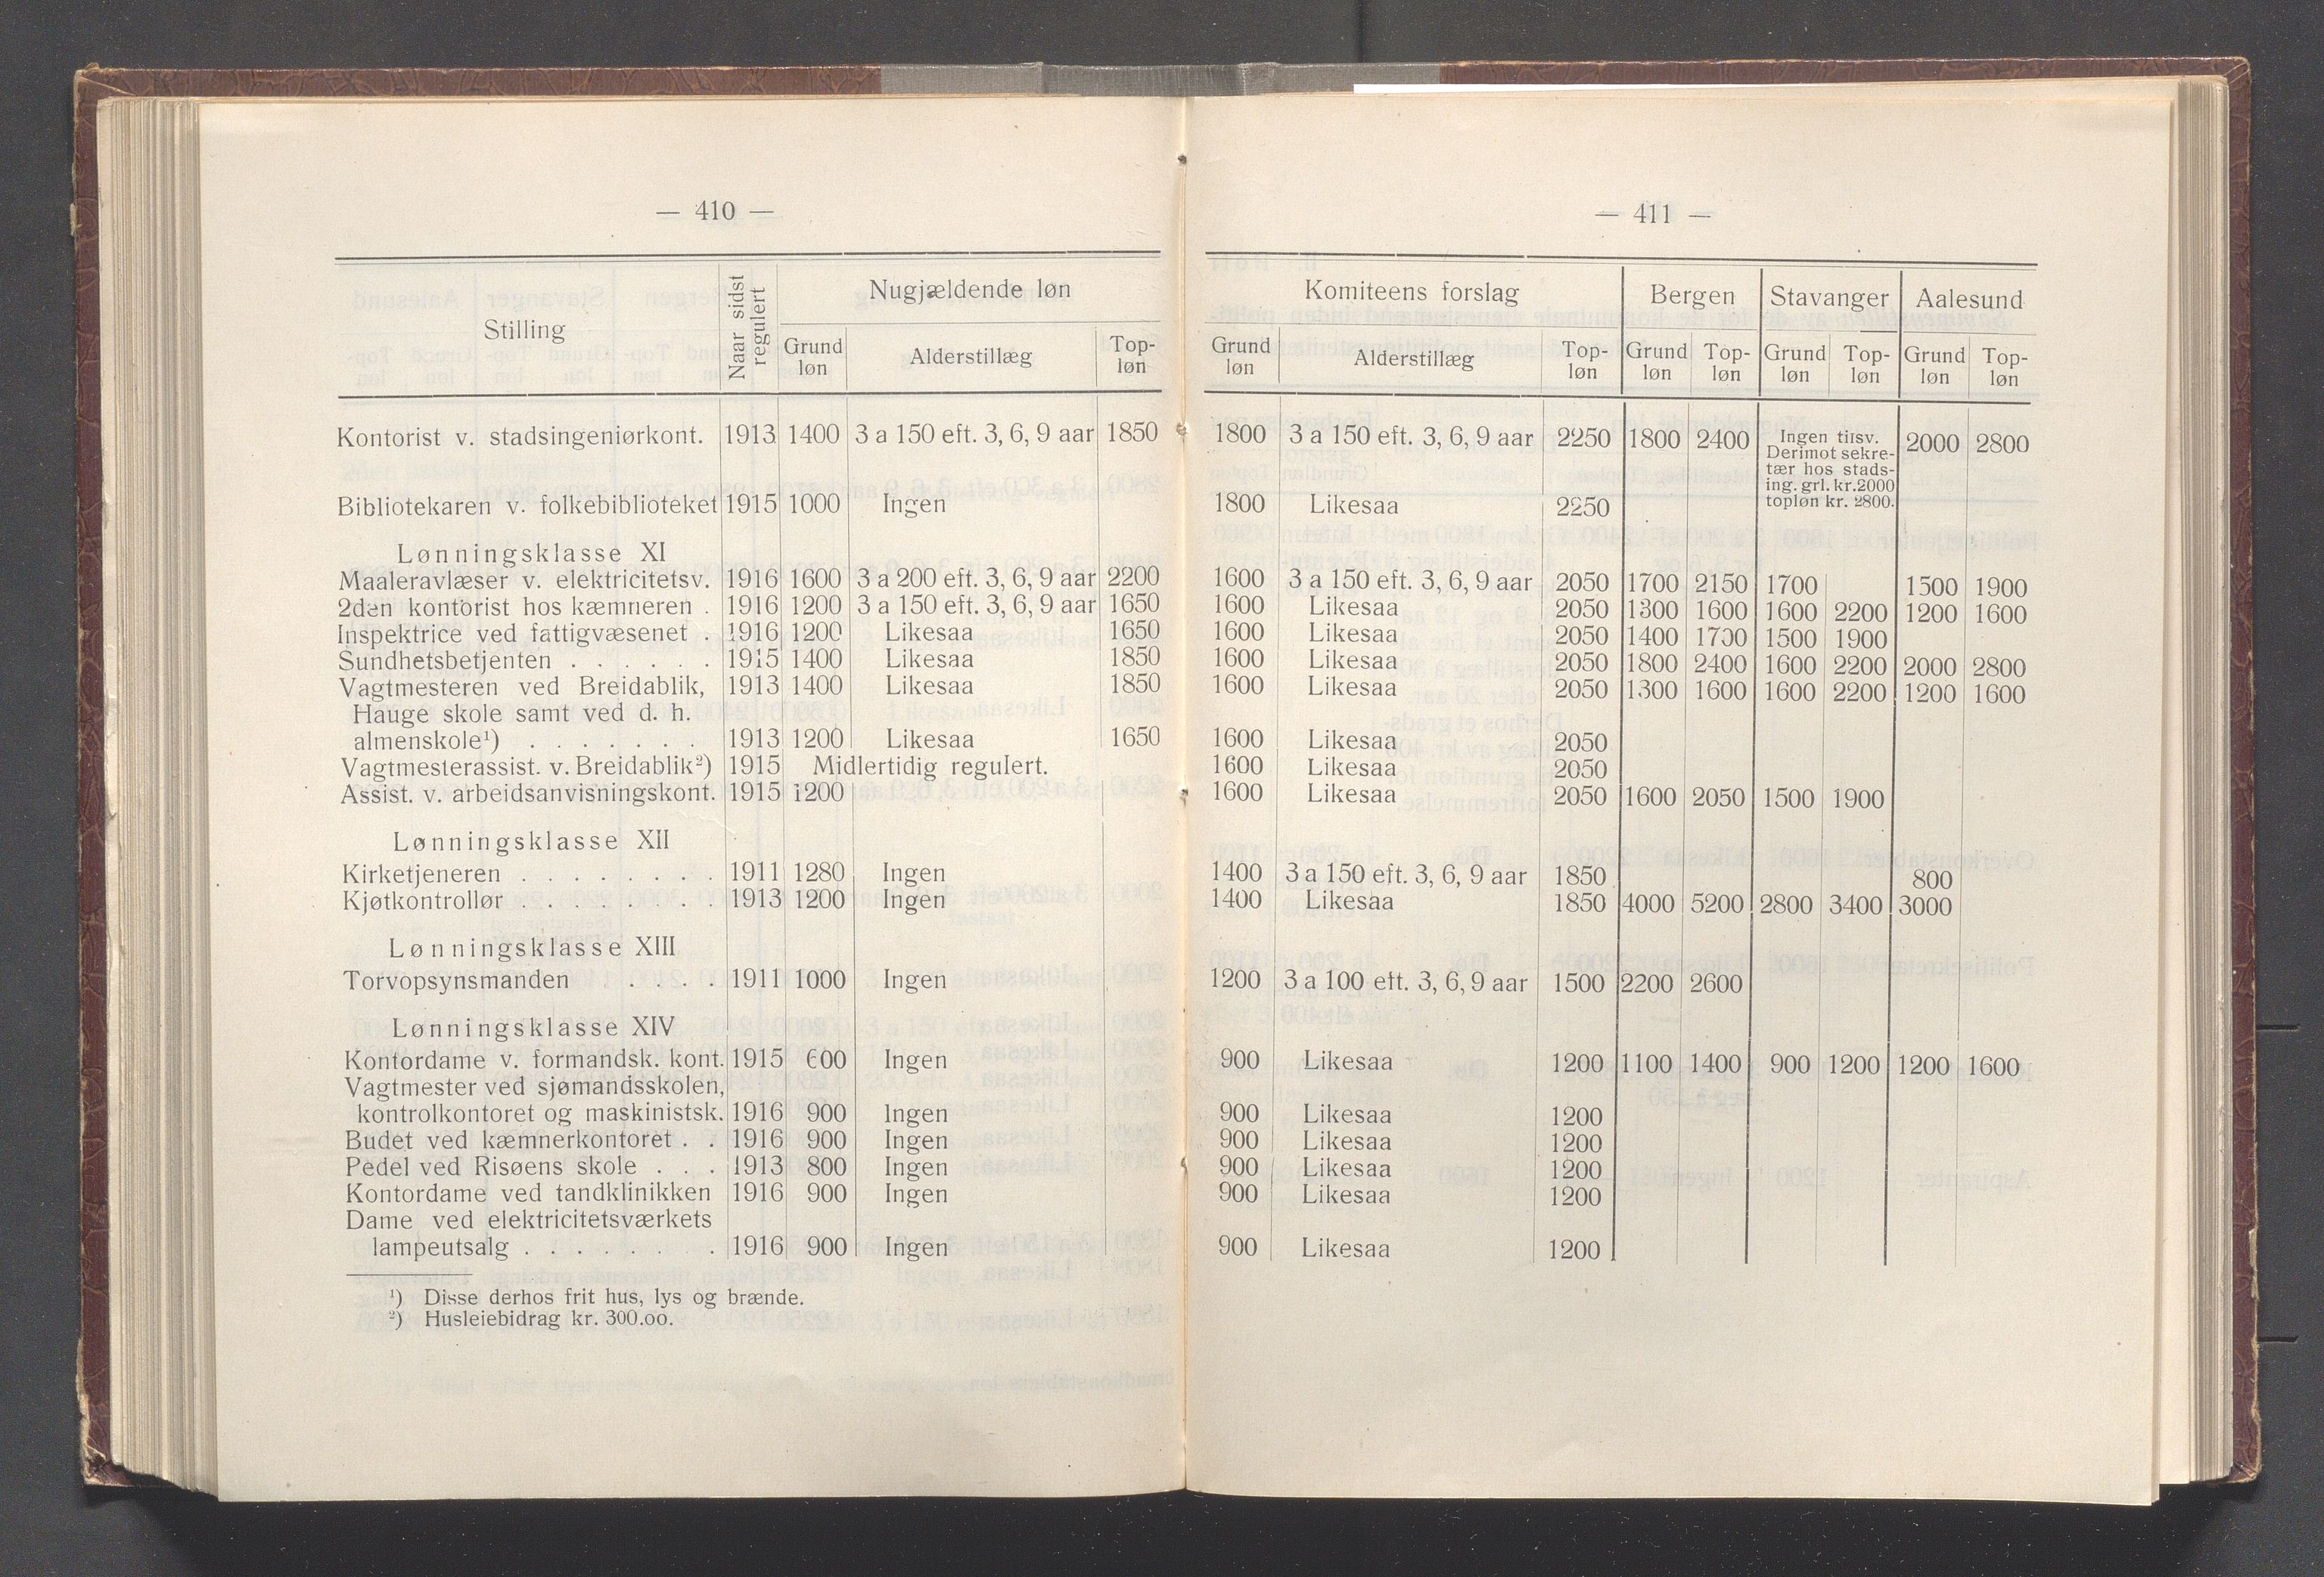 — 410 —
Stilling
Naar sidst
regulert
Nugjældende løn
Grund
løn
Alderstillæg
Top-
løn
Kontorist v. stadsingeniørkont. 1913 1400 3 a 150 eft. 3, 6, 9 aar 1850
Bibliotekaren v. folkebiblioteket 1915 1000 Ingen
Lønningsklasse XI
Maaleravlæser v. elektricitetsv. 1916 1600 3 a 200 eft. 3, 6, 9 aar 2200
2den kontorist hos kæmneren . 1916 1200 3 a 150 eft. 3, 6, 9 aar 1650
Inspektrice ved fattigvæsenet . 1916 1200 Likesaa 1650
Sundhetsbetjenten . . . . . . 1915 1400 Likesaa 1850
Vagtmesteren ved Breidablik, 1913 1400 Likesaa 1850
Hauge skole samt ved d. h.
almenskole¹) . . . . . . . 1913 1200 Likesaa 1650
Vagtmesterassist. v. Breidablik²) 1915 Midlertidig regulert.
Assist. v. arbeidsanvisningskont. 1915 1200
Lønningsklasse XII
Kirketjeneren . . . . . . . . 1911 1280 Ingen
Kjøtkontrollør . . . . . . . . 1913 1200 Ingen
Lønningsklasse XIII
Torvopsynsmanden . . . . . 1911 1000 Ingen
Lønningsklasse XIV
Kontordame v. formandsk. kont. 1915 600 Ingen
Vagtmester ved sjømandsskolen,
kontrolkontoret og maskinistsk. 1916 900 Ingen
Budet ved kæmnerkontoret . . 1916 900 Ingen
Pedel ved Risøens skole . . . 1913 800 Ingen
Kontordame ved tandklinikken 1916 900 Ingen
Dame ved elektricitetsværkets
lampeutsalg . . . . . . . . 1916 900 Ingen
¹) Disse derhos frit hus, lys og brænde.
²) Husleiebidrag kr. 300.oo.
— 411 —
Komiteens forslag Bergen Stavanger Aalesund
Grund
løn
Alderstillæg
Top-
løn
Grund
løn
Top-
løn
Grund
løn
Top-
løn
Grund
løn
Top-
løn
1800 3 a 150 eft. 3, 6, 9 aar 2250 1800 2400
Ingen tilsv.
Derimot sekre-
tær hos stads-
ing. grl. kr. 2000
topløn kr. 2800.
2000 2800
1800 Likesaa 2250
1600 3 a 150 eft. 3, 6, 9 aar 2050 1700 2150 1700 1500 1900
1600 Likesaa 2050 1300 1600 1600 2200 1200 1600
1600 Likesaa 2050 1400 1700 1500 1900
1600 Likesaa 2050 1800 2400 1600 2200 2000 2800
1600 Likesaa 2050 1300 1600 1600 2200 1200 1600
1600 Likesaa 2050
1600 Likesaa 2050
1600 Likesaa 2050 1600 2050 1500 1900
1400 3 a 150 eft. 3, 6, 9 aar 1850 800
1400 Likesaa 1850 4000 5200 2800 3400 3000
1200 3 a 100 eft. 3, 6, 9 aar 1500 2200 2600
900 Likesaa 1200 1100 1400 900 1200 1200 1600
900 Likesaa 1200
900 Likesaa 1200
900 Likesaa 1200
900 Likesaa 1200
900 Likesaa 1200